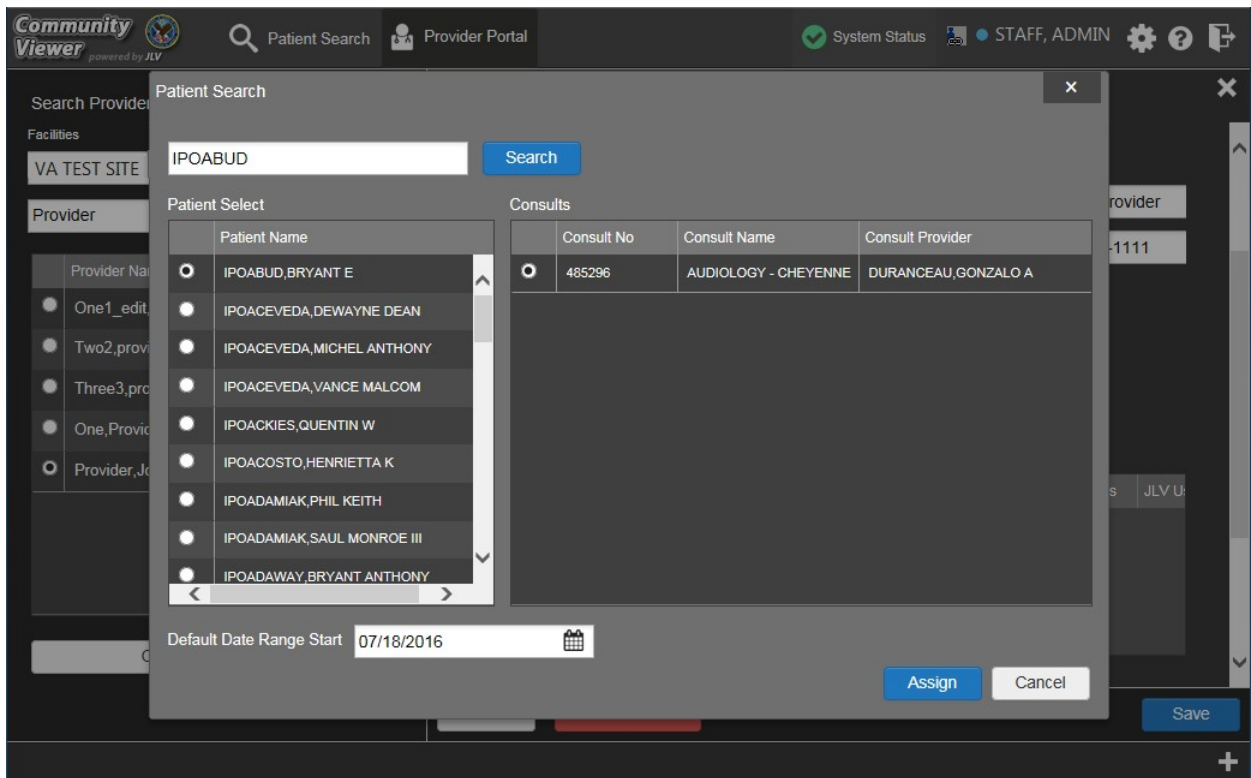 Community Viewer powered by JLV
Patient Search
Provider Portal
System Status
STAFF, ADMIN
Search Provider
Facilities
VA TEST SITE
Provider
Provider Nam
One1_edit,
Two2,provi
Three3,pro
One,Provid
Provider,Jo
Patient Search
x
IPOABUD
Search
Patient Select
Patient Name
IPOABUD,BRYANT E
IPOACEVEDA,DEWAYNE DEAN
IPOACEVEDA,MICHEL ANTHONY
IPOACEVEDA,VANCE MALCOM
IPOACKIES,QUENTIN W
IPOACOSTO,HENRIETTA K
IPOADAMIAK,PHIL KEITH
IPOADAMIAK,SAUL MONROE III
IPOADAWAY,BRYANT ANTHONY
Consults
Consult No Consult Name Consult Provider
485296 AUDIOLOGY - CHEYENNE DURANCEAU,GONZALO A
Default Date Range Start 07/18/2016
Assign
Cancel
rovider
-1111
s JLV U
Save